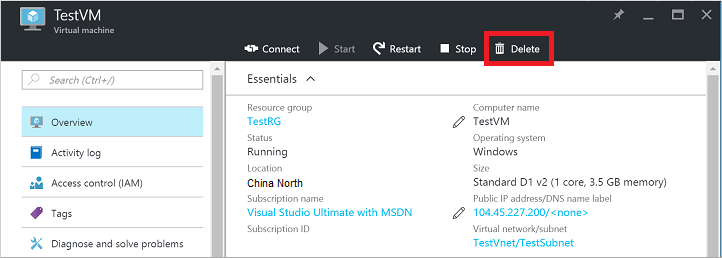 TestVM
Virtual machine
Connect Start Restart Stop Delete
Search (Ctrl+/)
Overview
Activity log
Access control (IAM)
Tags
Diagnose and solve problems
Essentials
Resource group
TestRG
Status
Running
Location
China North
Subscription name
Visual Studio Ultimate with MSDN
Subscription ID
Computer name
TestVM
Operating system
Windows
Size
Standard D1 v2 (1 core, 3.5 GB memory)
Public IP address/DNS name label
104.45.227.200/<none>
Virtual network/subnet
TestVnet/TestSubnet